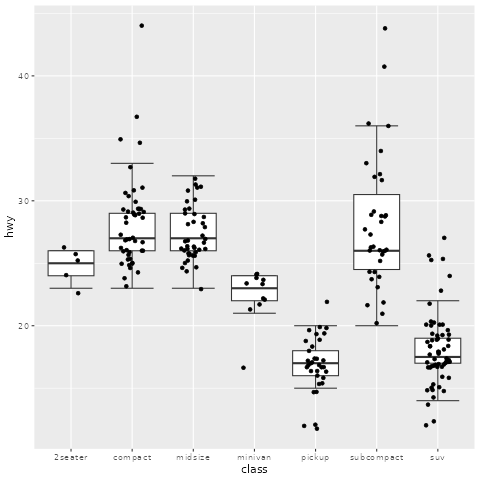 hwy
40
30
20
2seater compact midsize minivan pickup subcompact suv
class